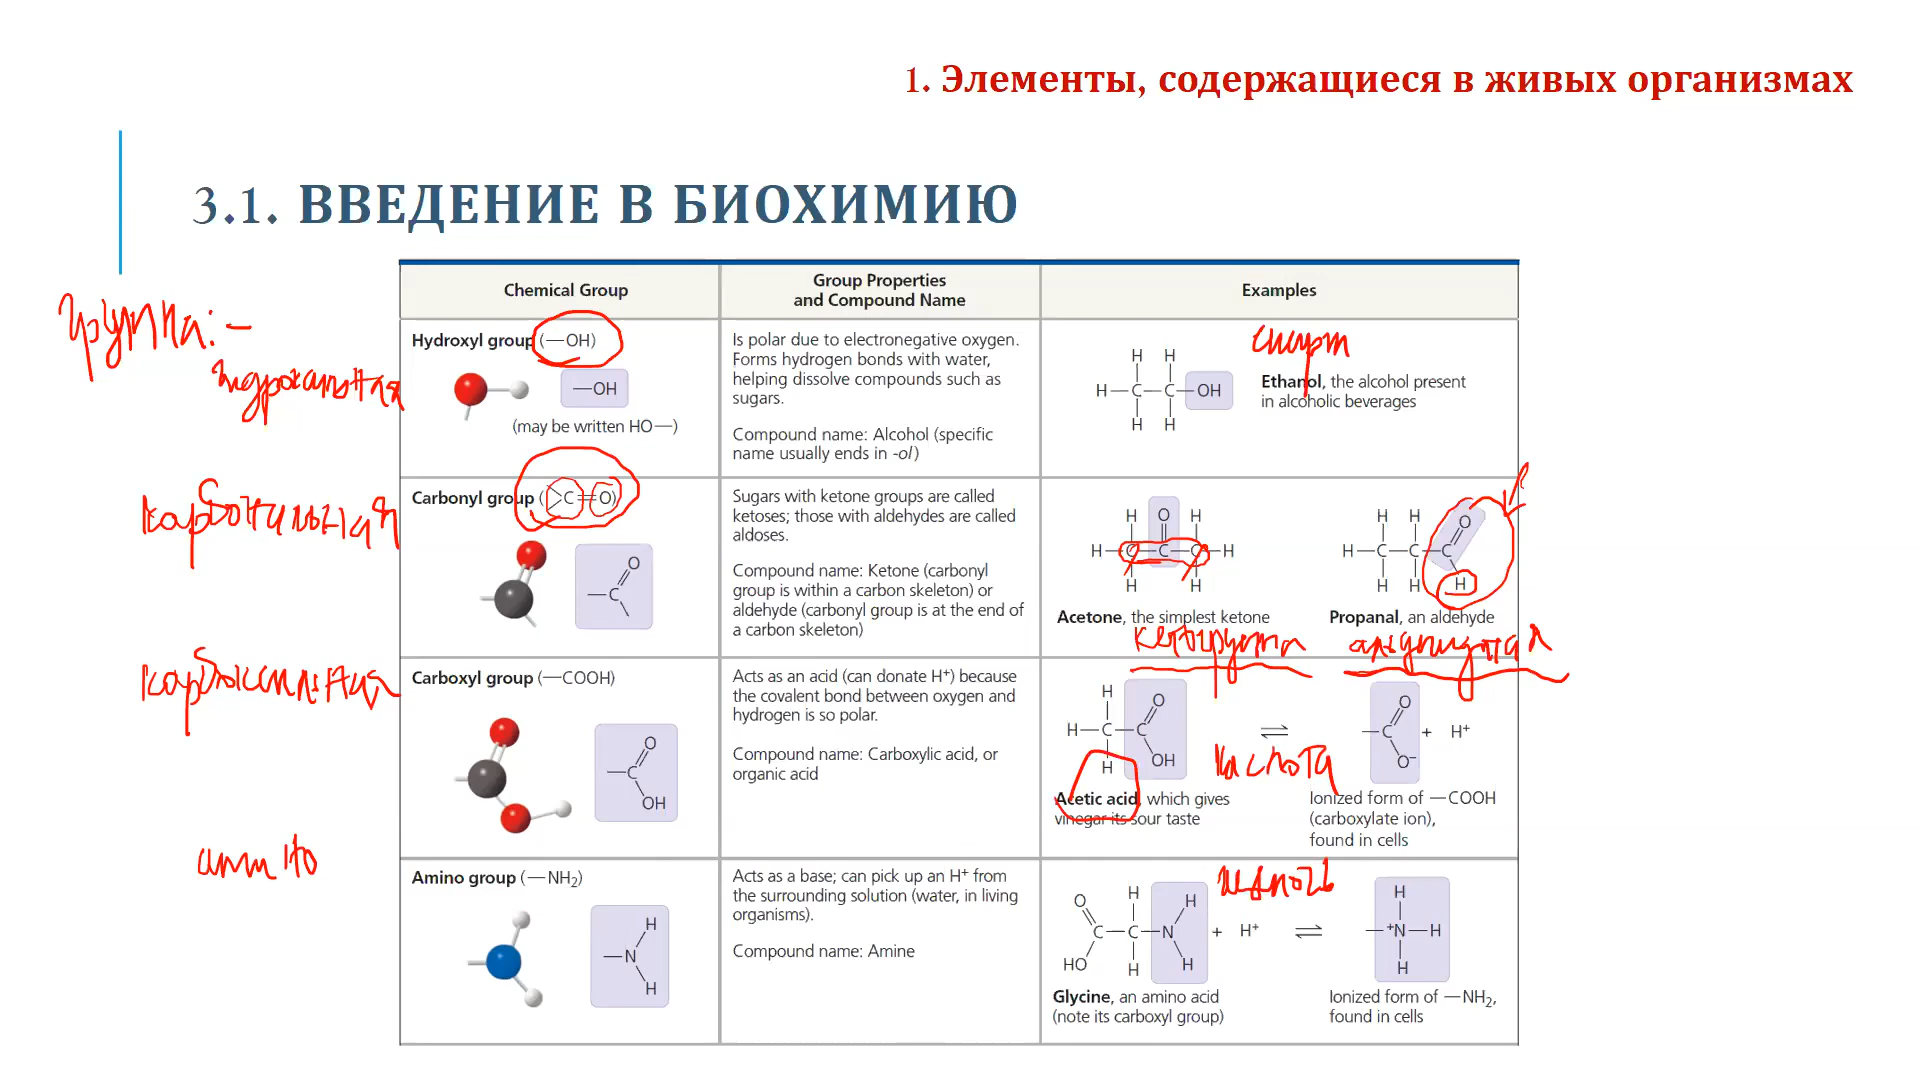 1. Элементы, содержащиеся в живых организмах
3.1. ВВЕДЕНИЕ В БИОХИМИЮ
Chemical Group
Group Properties
and Compound Name
Examples
группа: –
гидроксильная
Hydroxyl group (—OH)
—OH
(may be written HO—)
Is polar due to electronegative oxygen.
Forms hydrogen bonds with water,
helping dissolve compounds such as
sugars.
Compound name: Alcohol (specific
name usually ends in -ol)
спирт
H H
H—C—C—OH
H H
Ethanol, the alcohol present
in alcoholic beverages
карбонильная
Carbonyl group (>C=O)
O
—C
Sugars with ketone groups are called
ketoses; those with aldehydes are called
aldoses.
Compound name: Ketone (carbonyl
group is within a carbon skeleton) or
aldehyde (carbonyl group is at the end of
a carbon skeleton)
H O H
H—C—C—C—H
H H
Acetone, the simplest ketone
кетогруппа
H H O
H—C—C—C
H H H
Propanal, an aldehyde
альдегидная
карбоксильная
Carboxyl group (—COOH)
O
—C
OH
Acts as an acid (can donate H⁺) because
the covalent bond between oxygen and
hydrogen is so polar.
Compound name: Carboxylic acid, or
organic acid
H O
H—C—C
H OH
⇌
кислота
Acetic acid, which gives
vinegar its sour taste
O
—C + H⁺
O⁻
Ionized form of —COOH
(carboxylate ion),
found in cells
амино
Amino group (—NH₂)
H
—N
H
Acts as a base; can pick up an H⁺ from
the surrounding solution (water, in living
organisms).
Compound name: Amine
O H H
C—C—N + H⁺ ⇌
HO H H
Glycine, an amino acid
(note its carboxyl group)
H
—⁺N—H
H
Ionized form of —NH₂,
found in cells